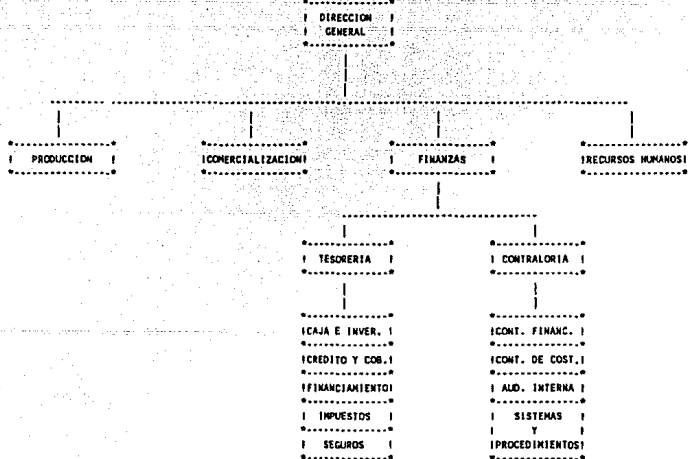 DIRECCION
GENERAL
PRODUCCION
COMERCIALIZACION
FINANZAS
RECURSOS HUMANOS
TESORERIA
CONTRALORIA
CAJA E INVER.
CONT. FINANC.
CREDITO Y COB.
CONT. DE COST.
FINANCIAMIENTO
AUD. INTERNA
IMPUESTOS
SISTEMAS
Y
SEGUROS
PROCEDIMIENTOS